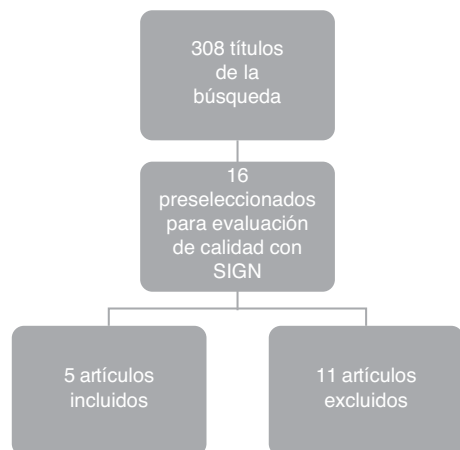 308 títulos
de la
búsqueda
16
preseleccionados
para evaluación
de calidad con
SIGN
5 artículos
incluidos
11 artículos
excluidos